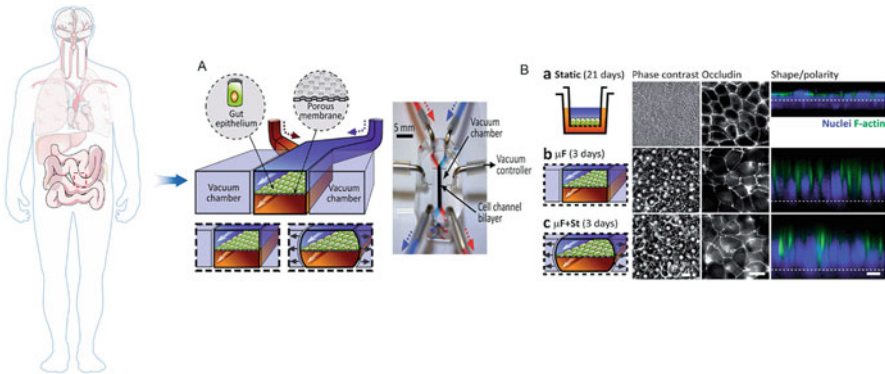 A
Gut
epithelium
Porous
membrane
Vacuum
chamber
Vacuum
chamber
5 mm
Vacuum
chamber
Vacuum
controller
Cell channel
bilayer
B
a Static (21 days)
Phase contrast
Occludin
Shape/polarity
Nuclei F-actin
b μF (3 days)
c μF+St (3 days)